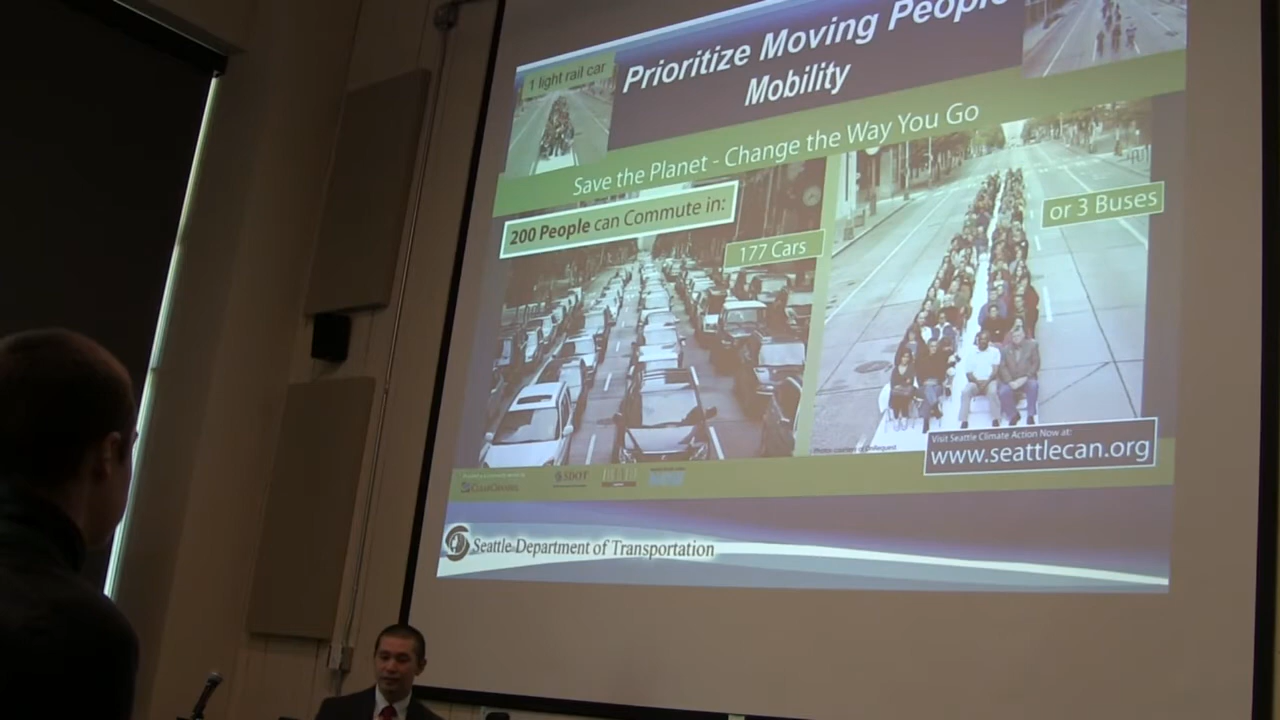 Prioritize Moving People
Mobility
1 light rail car
Save the Planet - Change the Way You Go
200 People can Commute in:
177 Cars
or 3 Buses
Visit Seattle Climate Action Now at:
www.seattlecan.org
SDOT
Seattle Department of Transportation